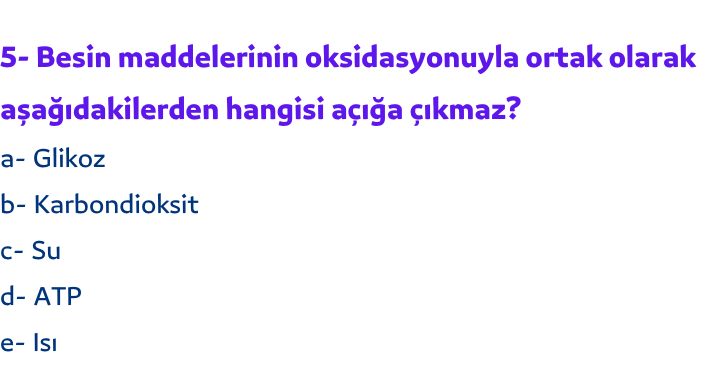 5- Besin maddelerinin oksidasyonuyla ortak olarak
aşağıdakilerden hangisi açığa çıkmaz?
a- Glikoz
b- Karbondioksit
c- Su
d- ATP
e- Isı